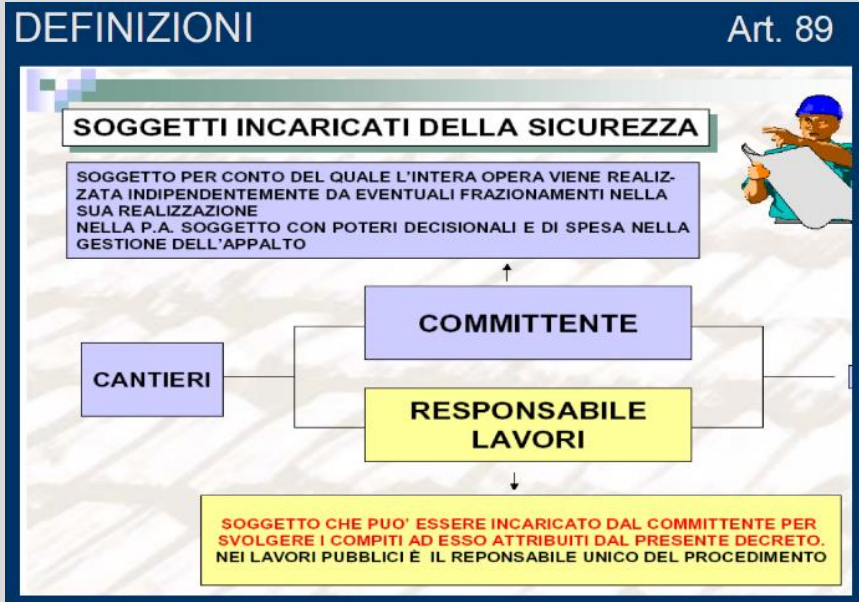 DEFINIZIONI Art. 89
SOGGETTI INCARICATI DELLA SICUREZZA
SOGGETTO PER CONTO DEL QUALE L'INTERA OPERA VIENE REALIZ-
ZATA INDIPENDENTEMENTE DA EVENTUALI FRAZIONAMENTI NELLA
SUA REALIZZAZIONE
NELLA P.A. SOGGETTO CON POTERI DECISIONALI E DI SPESA NELLA
GESTIONE DELL'APPALTO
COMMITTENTE
CANTIERI
RESPONSABILE
LAVORI
SOGGETTO CHE PUO' ESSERE INCARICATO DAL COMMITTENTE PER
SVOLGERE I COMPITI AD ESSO ATTRIBUITI DAL PRESENTE DECRETO.
NEI LAVORI PUBBLICI È IL REPONSABILE UNICO DEL PROCEDIMENTO